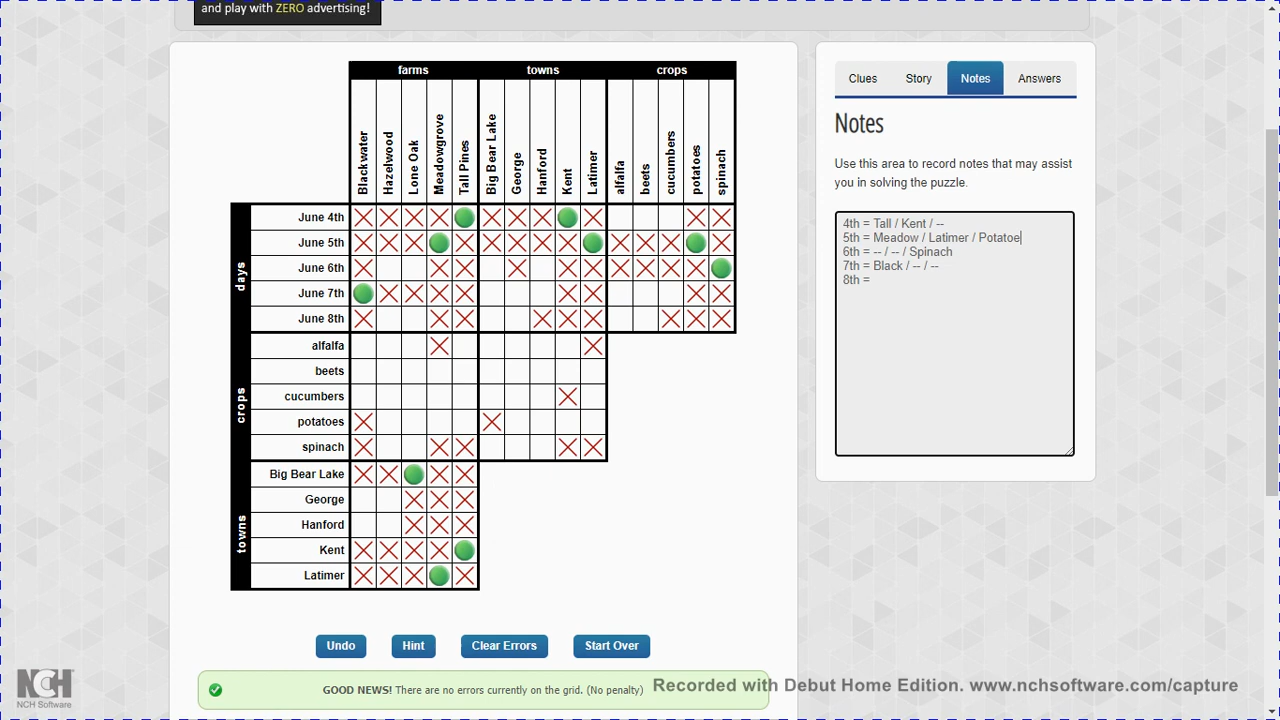 and play with ZERO advertising!
farms towns crops
Blackwater Hazelwood Lone Oak Meadowgrove Tall Pines Big Bear Lake George Hanford Kent Latimer alfalfa beets cucumbers potatoes spinach
days
June 4th
June 5th
June 6th
June 7th
June 8th
crops
alfalfa
beets
cucumbers
potatoes
spinach
towns
Big Bear Lake
George
Hanford
Kent
Latimer
Undo Hint Clear Errors Start Over
GOOD NEWS! There are no errors currently on the grid. (No penalty)
Clues Story Notes Answers
Notes
Use this area to record notes that may assist
you in solving the puzzle.
4th = Tall / Kent / --
5th = Meadow / Latimer / Potatoe
6th = -- / -- / Spinach
7th = Black / -- / --
8th =
NCH
NCH Software
Recorded with Debut Home Edition. www.nchsoftware.com/capture